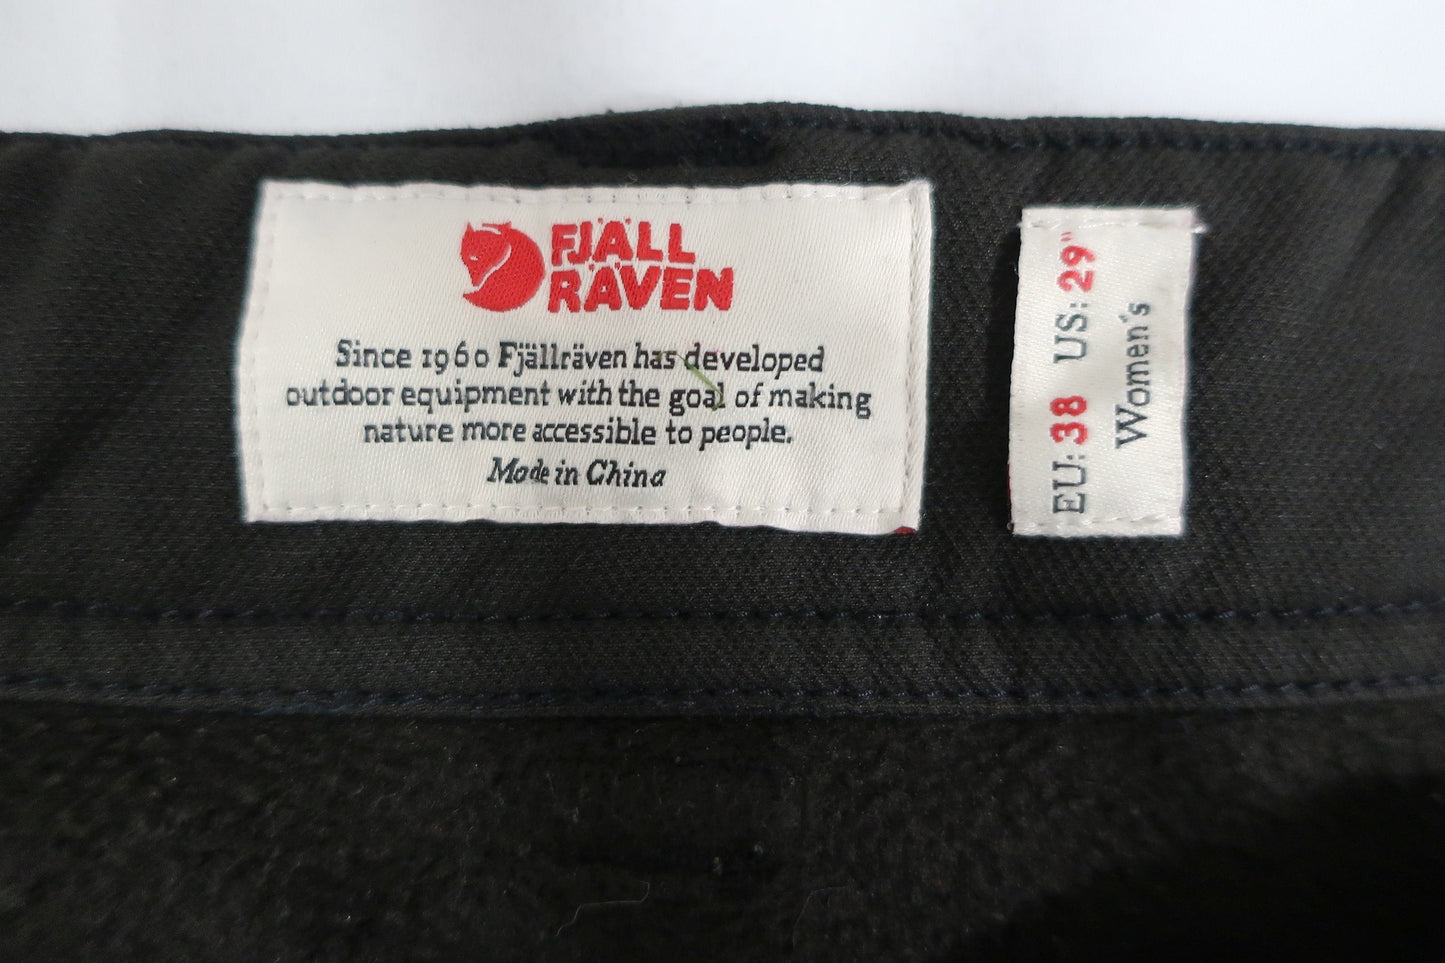 FJÄLL
RÄVEN
Since 1960 Fjällräven has developed
outdoor equipment with the goal of making
nature more accessible to people.
Made in China
EU: 38 US: 29"
Women´s